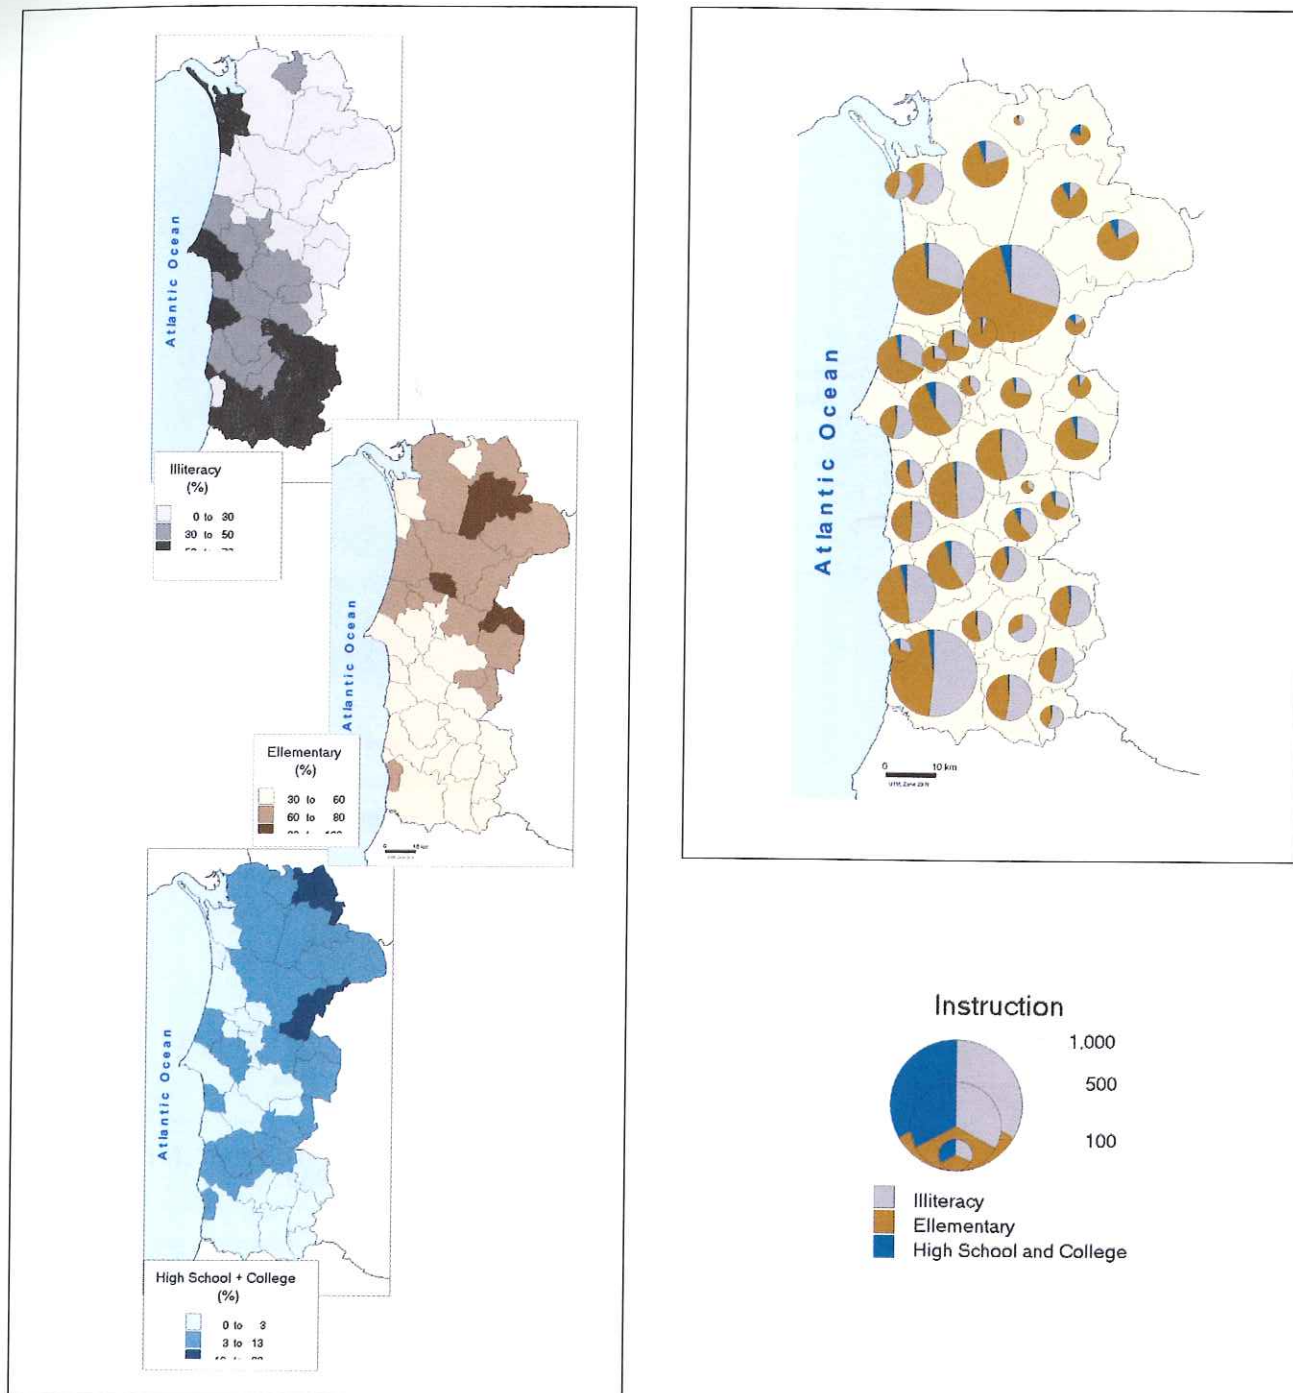 Atlantic Ocean
Illiteracy
(%)
0 to 30
30 to 50
Atlantic Ocean
Ellementary
(%)
30 to 60
60 to 80
Atlantic Ocean
High School + College
(%)
0 to 3
3 to 13
Atlantic Ocean
0 10 km
Instruction
1,000
500
100
Illiteracy
Ellementary
High School and College